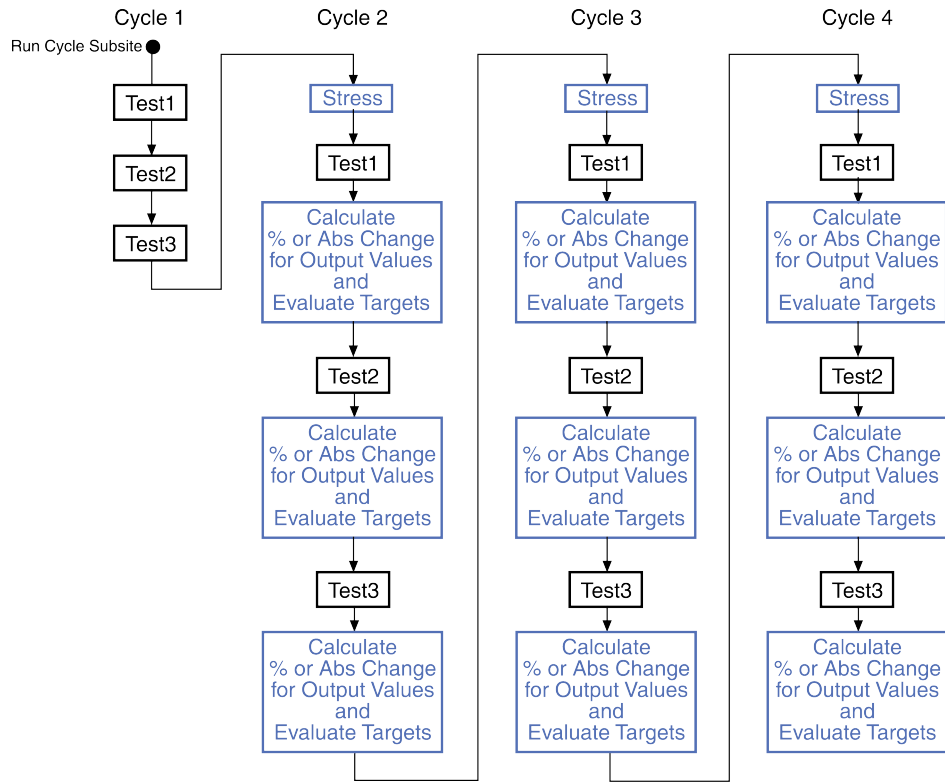 Cycle 1
Run Cycle Subsite
Test1
Test2
Test3
Cycle 2
Stress
Test1
Calculate
% or Abs Change
for Output Values
and
Evaluate Targets
Test2
Calculate
% or Abs Change
for Output Values
and
Evaluate Targets
Test3
Calculate
% or Abs Change
for Output Values
and
Evaluate Targets
Cycle 3
Stress
Test1
Calculate
% or Abs Change
for Output Values
and
Evaluate Targets
Test2
Calculate
% or Abs Change
for Output Values
and
Evaluate Targets
Test3
Calculate
% or Abs Change
for Output Values
and
Evaluate Targets
Cycle 4
Stress
Test1
Calculate
% or Abs Change
for Output Values
and
Evaluate Targets
Test2
Calculate
% or Abs Change
for Output Values
and
Evaluate Targets
Test3
Calculate
% or Abs Change
for Output Values
and
Evaluate Targets